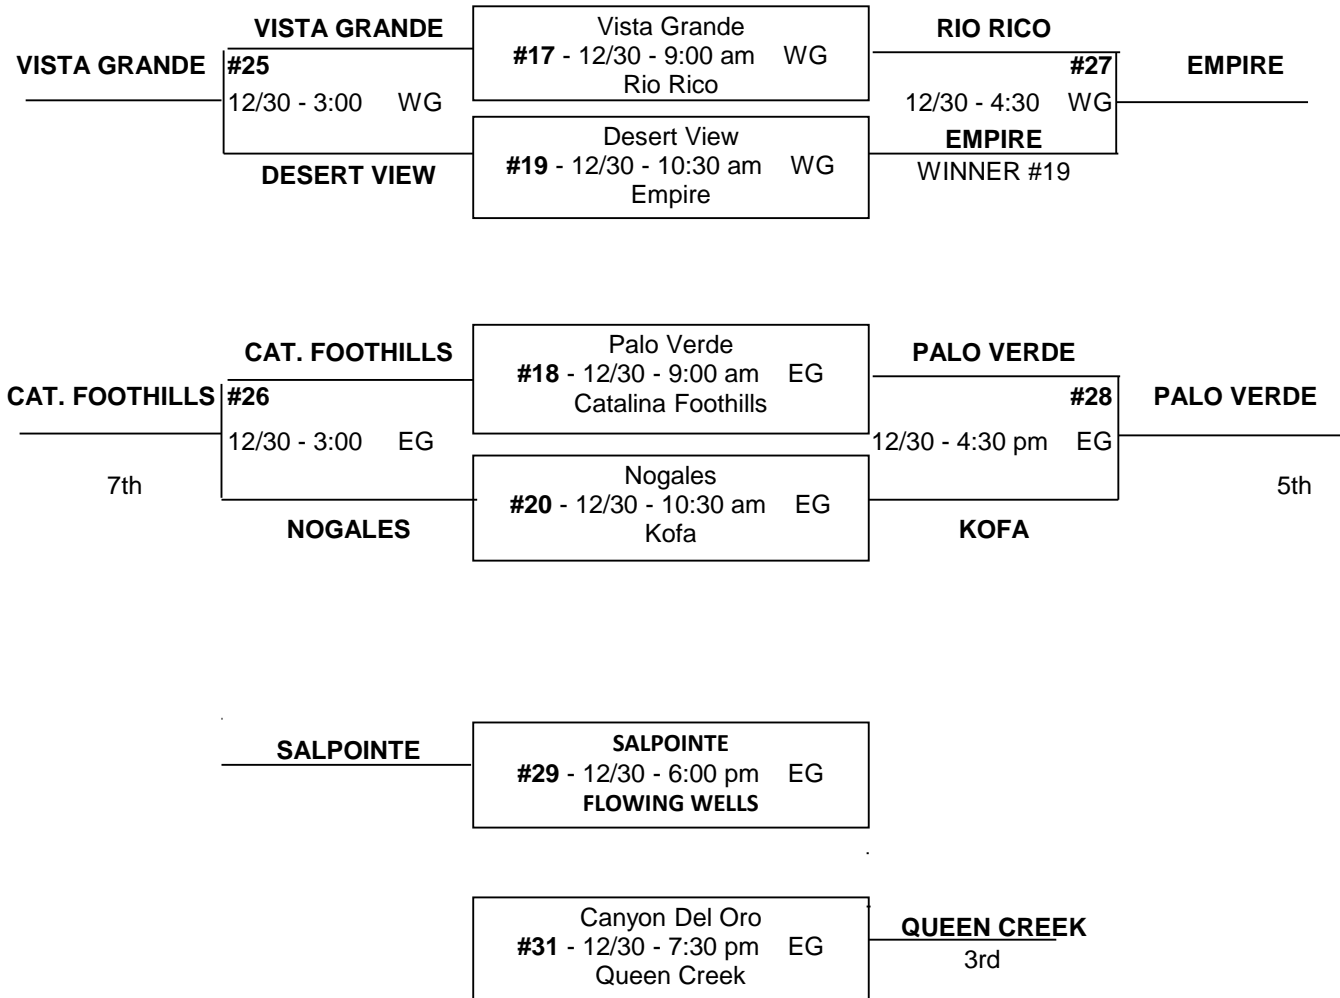 VISTA GRANDE
Vista Grande
RIO RICO
VISTA GRANDE
#25
#17 - 12/30 - 9:00 am WG
#27
EMPIRE
Rio Rico
12/30 - 3:00 WG
12/30 - 4:30 WG
Desert View
EMPIRE
DESERT VIEW
#19 - 12/30 - 10:30 am WG
WINNER #19
Empire
CAT. FOOTHILLS
Palo Verde
PALO VERDE
#18 - 12/30 - 9:00 am EG
CAT. FOOTHILLS
#26
Catalina Foothills
#28
PALO VERDE
12/30 - 3:00 EG
12/30 - 4:30 pm EG
7th
Nogales
5th
#20 - 12/30 - 10:30 am EG
NOGALES
Kofa
KOFA
SALPOINTE
SALPOINTE
#29 - 12/30 - 6:00 pm EG
FLOWING WELLS
Canyon Del Oro
QUEEN CREEK
#31 - 12/30 - 7:30 pm EG
3rd
Queen Creek